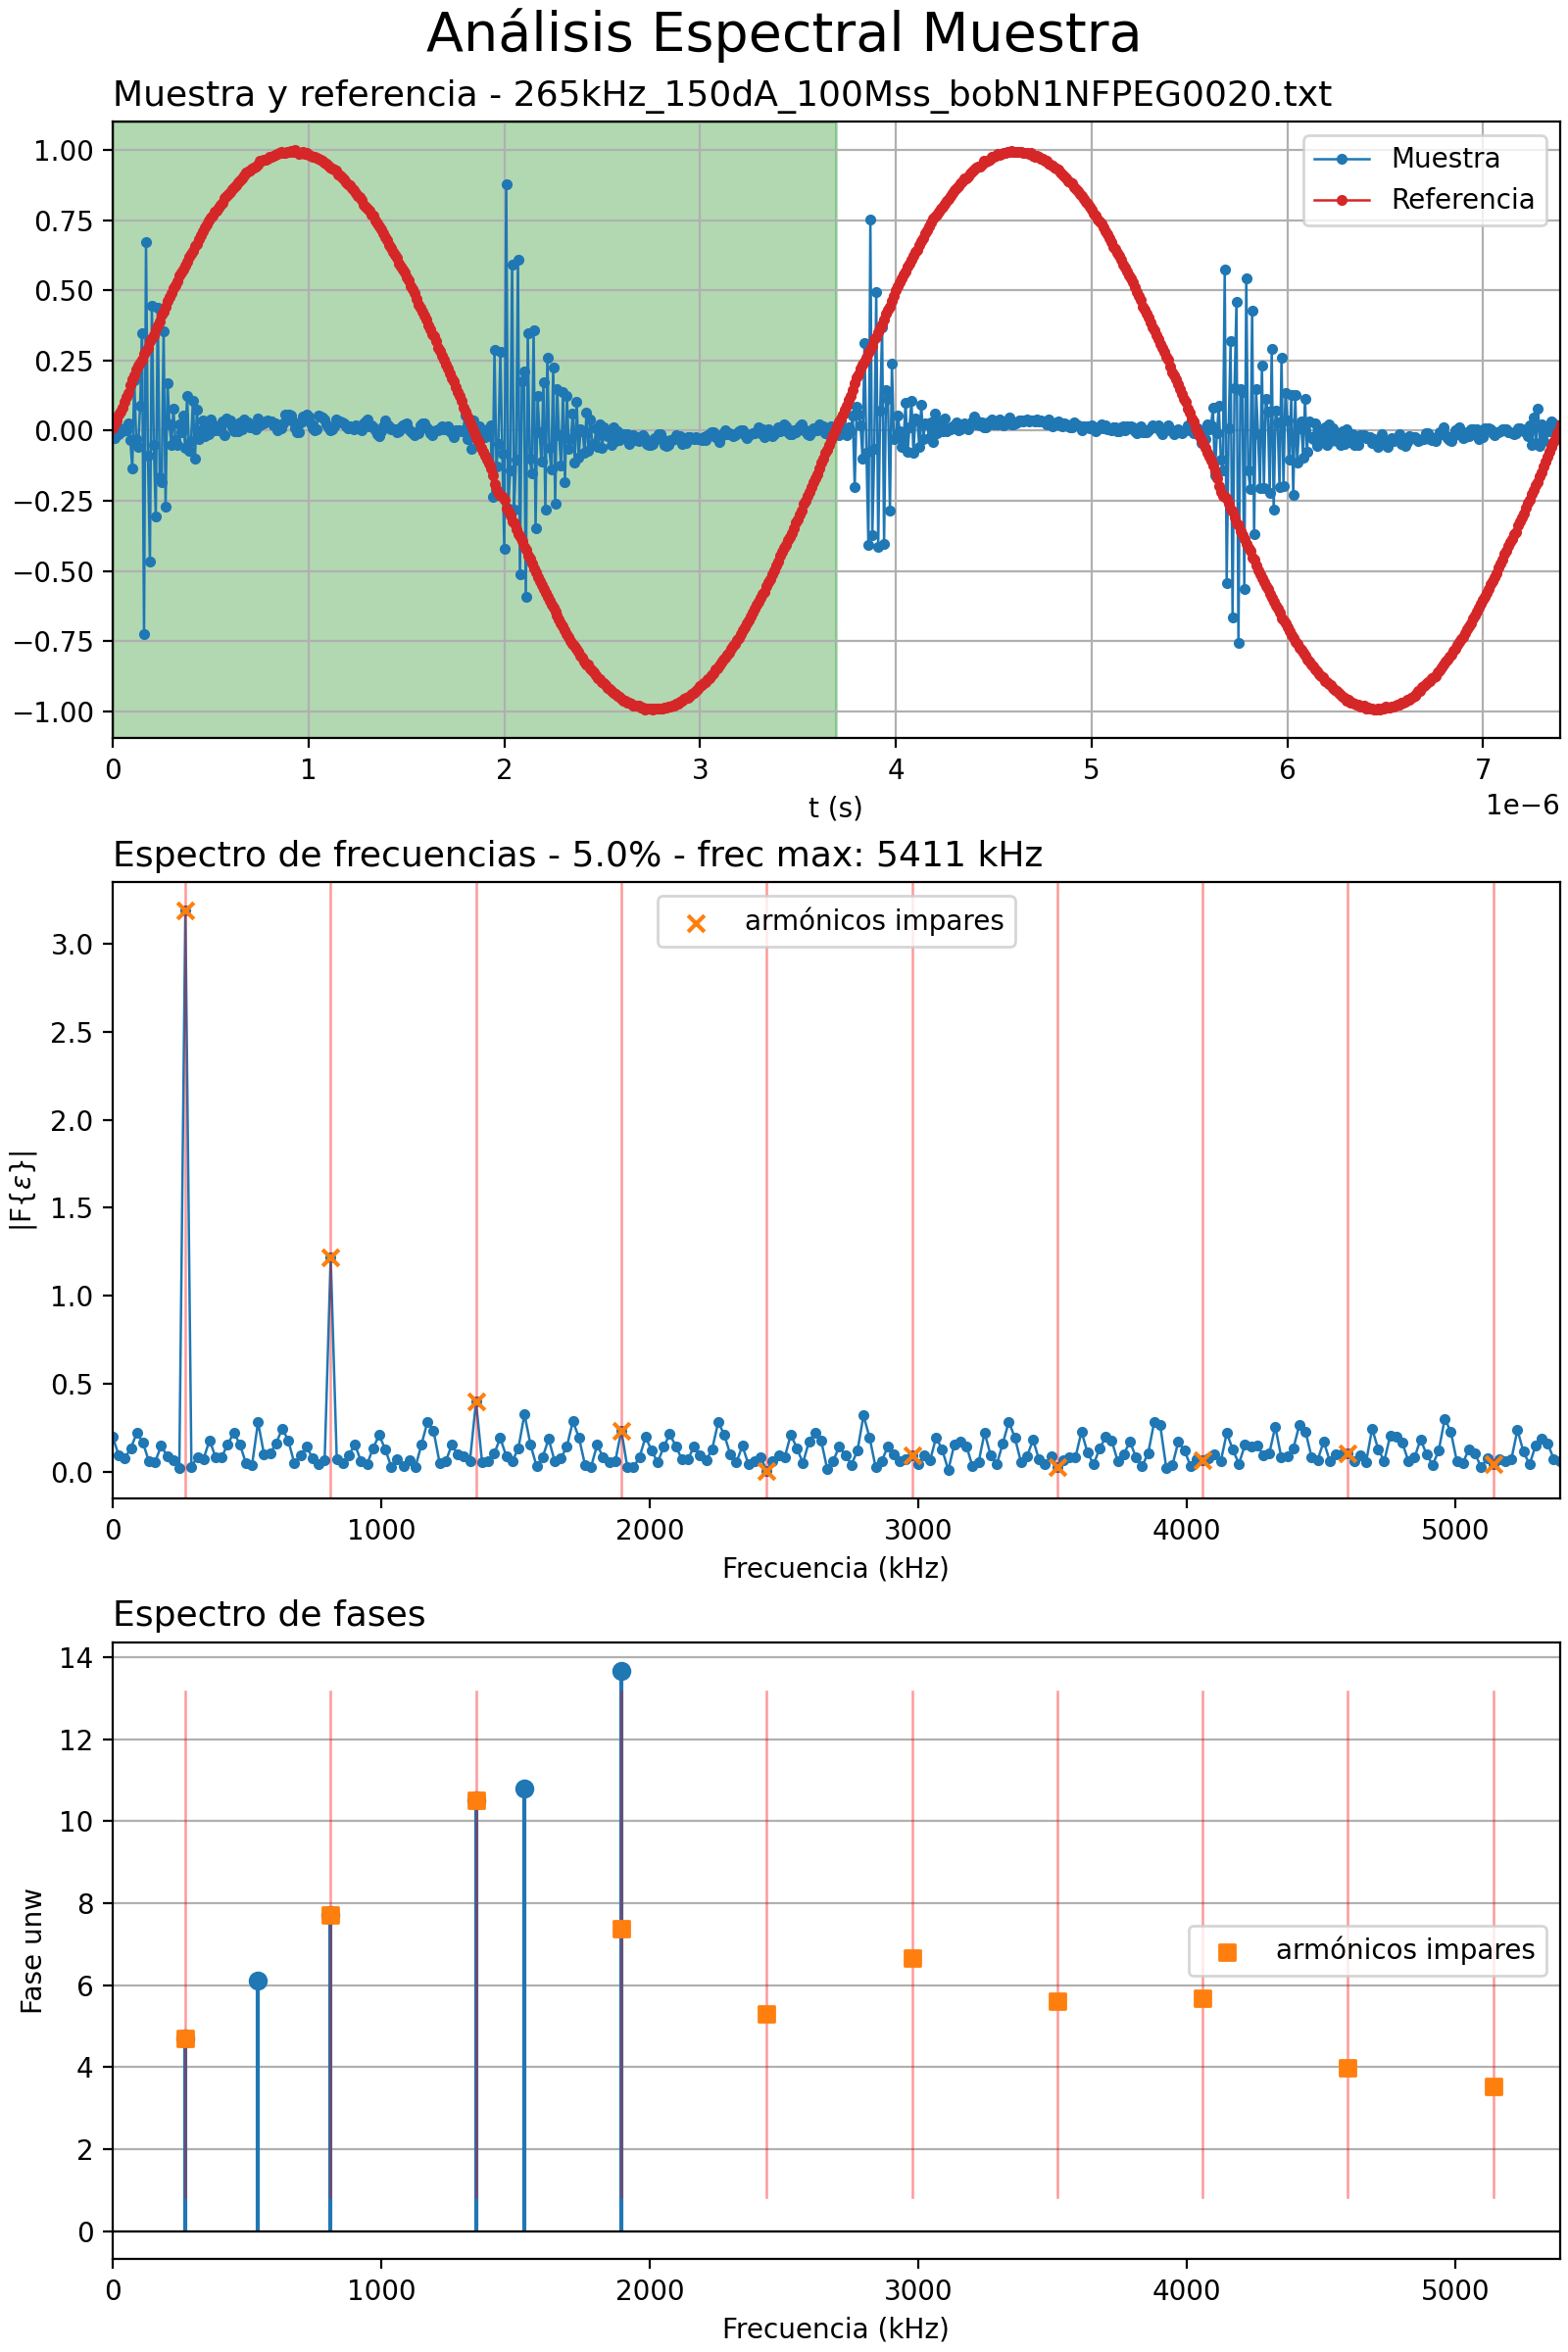 Análisis Espectral Muestra
Muestra y referencia - 265kHz_150dA_100Mss_bobN1NFPEG0020.txt
1.00
0.75
0.50
0.25
0.00
−0.25
−0.50
−0.75
−1.00
Muestra
Referencia
0 1 2 3 4 5 6 7
1e−6
t (s)
Espectro de frecuencias - 5.0% - frec max: 5411 kHz
armónicos impares
3.0
2.5
2.0
1.5
1.0
0.5
0.0
|F{ε}|
0 1000 2000 3000 4000 5000
Frecuencia (kHz)
Espectro de fases
14
12
10
8
6
4
2
0
Fase unw
armónicos impares
0 1000 2000 3000 4000 5000
Frecuencia (kHz)